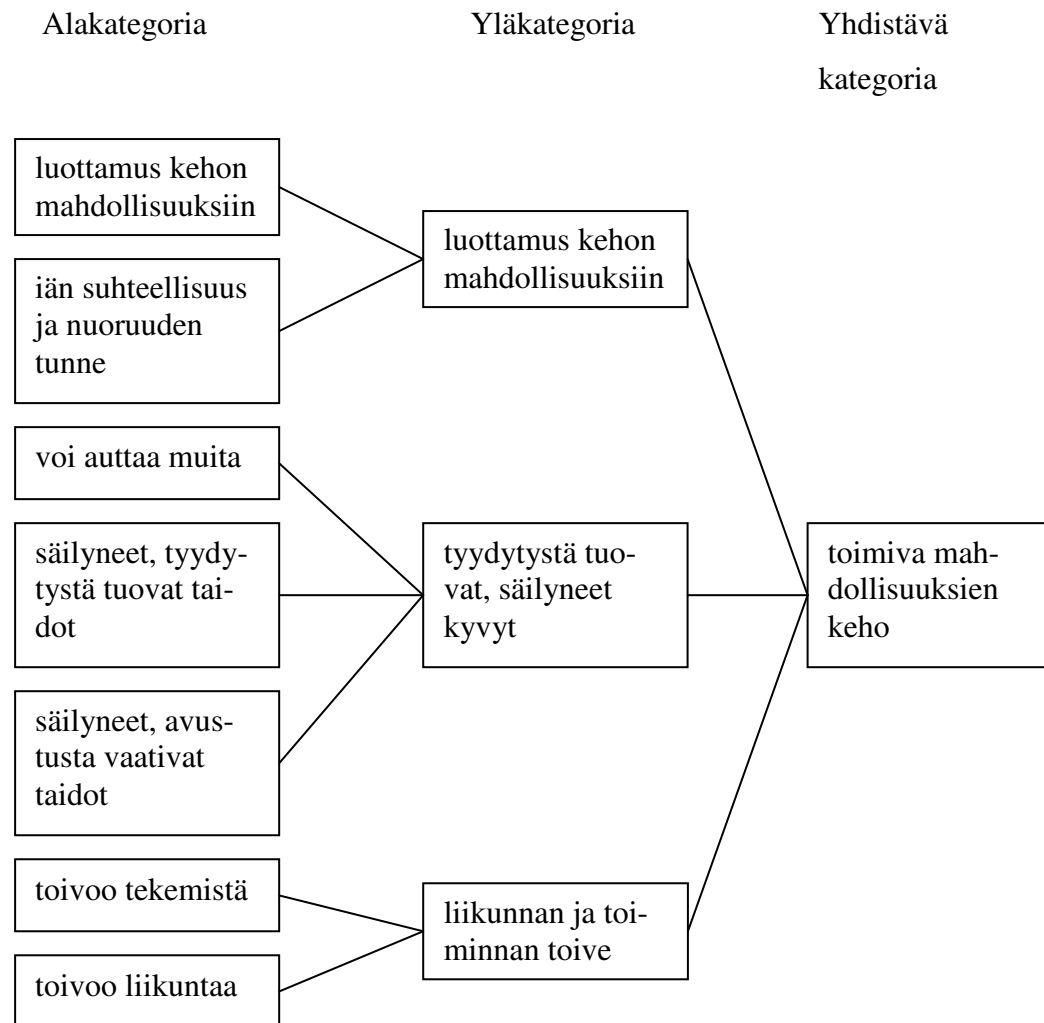 Alakategoria
Yläkategoria
Yhdistävä
kategoria
luottamus kehon
mahdollisuuksiin
iän suhteellisuus
ja nuoruuden
tunne
voi auttaa muita
säilyneet, tyydy-
tystä tuovat tai-
dot
säilyneet, avus-
tusta vaativat
taidot
toivoo tekemistä
toivoo liikuntaa
luottamus kehon
mahdollisuuksiin
tyydytystä tuo-
vat, säilyneet
kyvyt
liikunnan ja toi-
minnan toive
toimiva mah-
dollisuuksien
keho